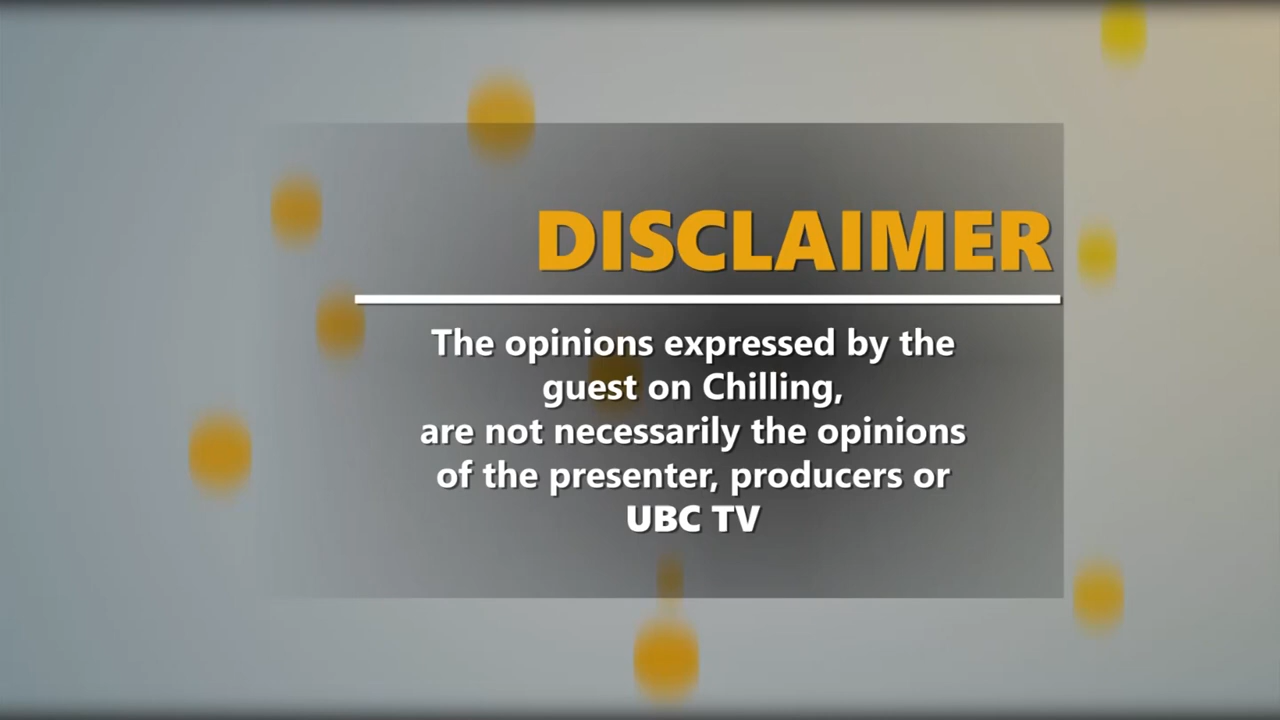 DISCLAIMER
The opinions expressed by the
guest on Chilling,
are not necessarily the opinions
of the presenter, producers or
UBC TV